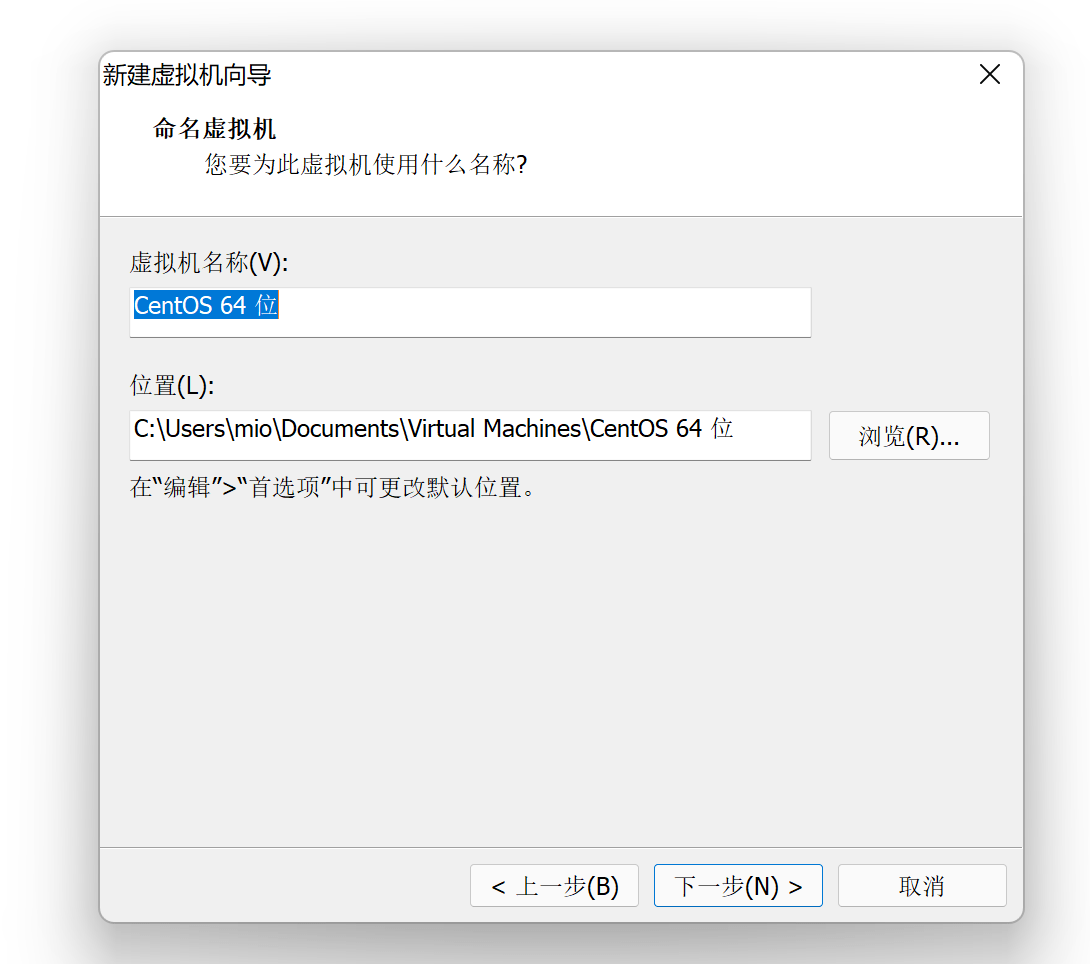 新建虚拟机向导
命名虚拟机
您要为此虚拟机使用什么名称?
虚拟机名称(V):
CentOS 64 位
位置(L):
C:\Users\mio\Documents\Virtual Machines\CentOS 64 位
浏览(R)...
在“编辑”>“首选项”中可更改默认位置。
< 上一步(B)
下一步(N) >
取消